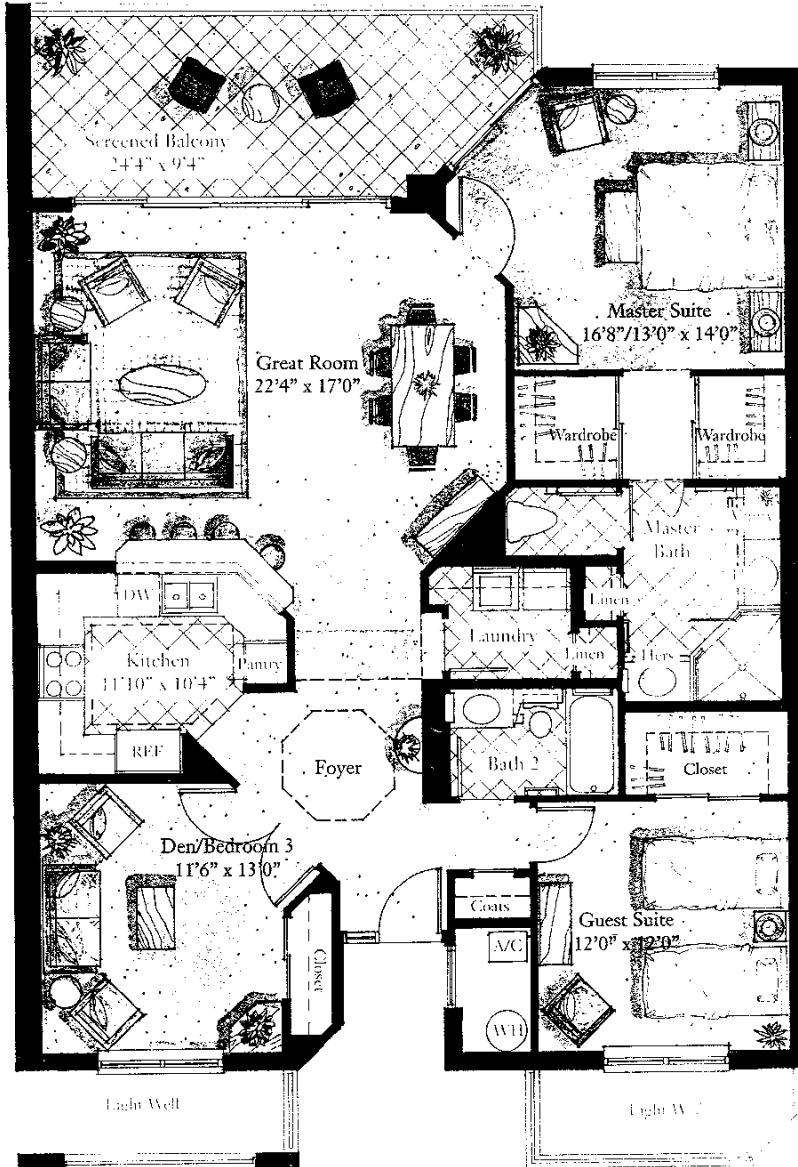 Screened Balcony
24'4" x 9'4"
Master Suite
16'8"/13'0" x 14'0"
Great Room
22'4" x 17'0"
Wardrobe
Wardrobe
Master
Bath
DW
Linen
Laundry
Linen
Hers
Kitchen
11'10" x 10'4"
Pantry
REF
Foyer
Bath 2
Closet
Den/Bedroom 3
11'6" x 13'0"
Coats
Guest Suite
12'0" x 12'0"
A/C
Closet
WH
Light Well
Light